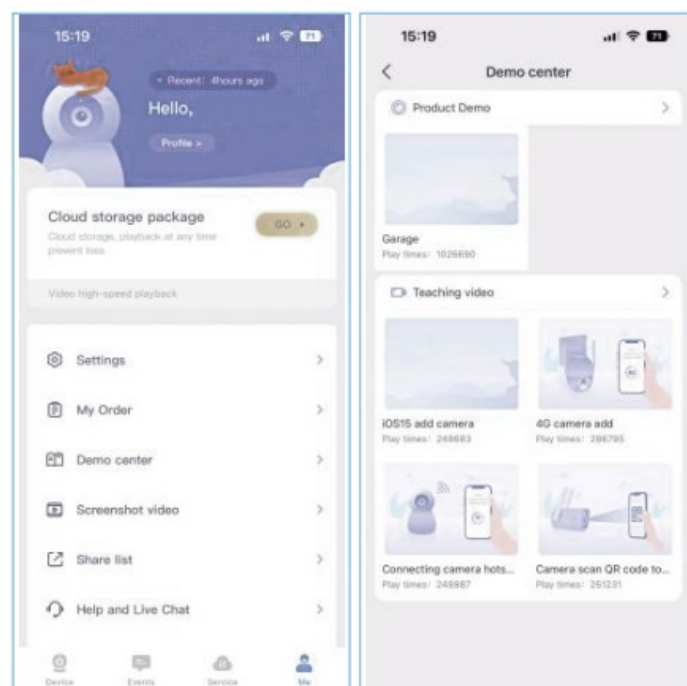 15:19
71
Recent: 4hours ago
Hello,
Profile >
Cloud storage package
GO
Cloud storage, playback at any time
prevent loss
Video high-speed playback
Settings
My Order
Demo center
Screenshot video
Share list
Help and Live Chat
Device
Events
Service
Me
15:19
71
Demo center
Product Demo
Garage
Play times: 1026690
Teaching video
iOS15 add camera
Play times: 248683
4G camera add
Play times: 286795
Connecting camera hots...
Play times: 248887
Camera scan QR code to...
Play times: 251231